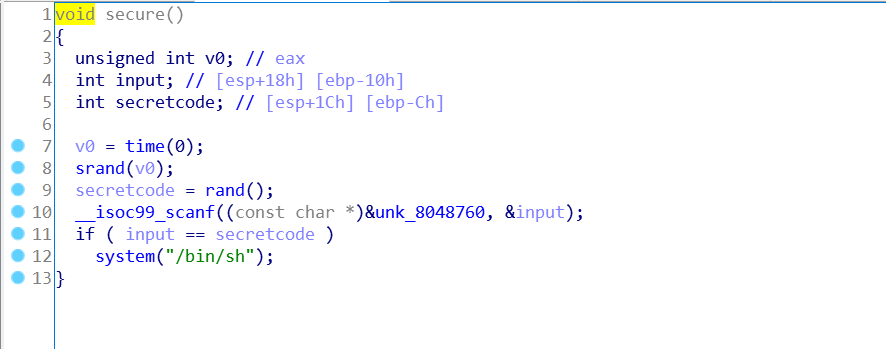 1 void secure()
2 {
3 unsigned int v0; // eax
4 int input; // [esp+18h] [ebp-10h]
5 int secretcode; // [esp+1Ch] [ebp-Ch]
6
7 v0 = time(0);
8 srand(v0);
9 secretcode = rand();
10 __isoc99_scanf((const char *)&unk_8048760, &input);
11 if ( input == secretcode )
12 system("/bin/sh");
13 }